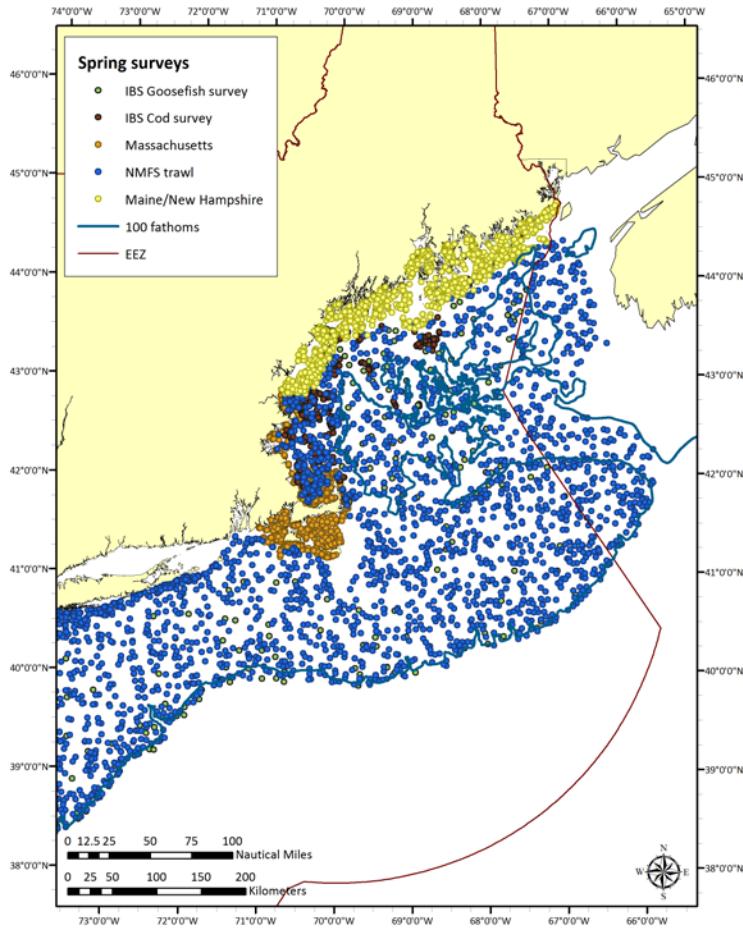 74°0'0"W 73°0'0"W 72°0'0"W 71°0'0"W 70°0'0"W 69°0'0"W 68°0'0"W 67°0'0"W 66°0'0"W 65°0'0"W 64°0'0"W
Spring surveys
IBS Goosefish survey
IBS Cod survey
Massachusetts
NMFS trawl
Maine/New Hampshire
100 fathoms
EEZ
46°0'0"N 46°0'0"N
45°0'0"N 45°0'0"N
44°0'0"N 44°0'0"N
43°0'0"N 43°0'0"N
42°0'0"N 42°0'0"N
41°0'0"N 41°0'0"N
40°0'0"N 40°0'0"N
39°0'0"N 39°0'0"N
38°0'0"N 38°0'0"N
0 12.5 25 50 75 100
Nautical Miles
0 25 50 100 150 200
Kilometers
N
W E
S
73°0'0"W 72°0'0"W 71°0'0"W 70°0'0"W 69°0'0"W 68°0'0"W 67°0'0"W 66°0'0"W